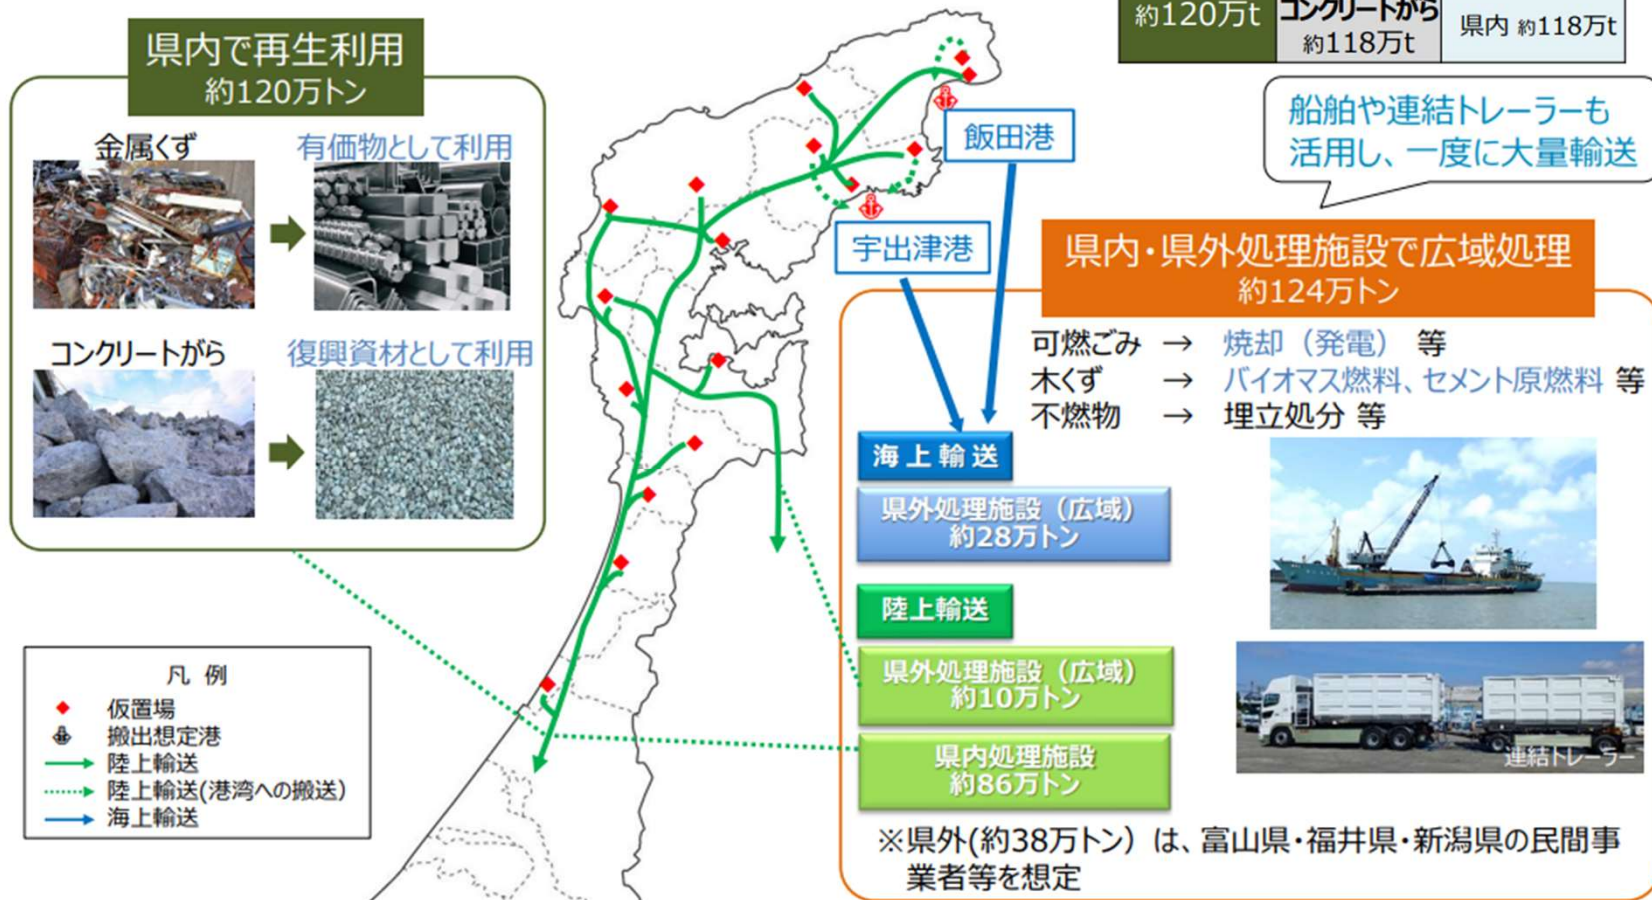 約120万t
コンクリートがら
約118万t
県内 約118万t
県内で再生利用
約120万トン
金属くず
有価物として利用
コンクリートがら
復興資材として利用
飯田港
宇出津港
船舶や連結トレーラーも
活用し、一度に大量輸送
県内・県外処理施設で広域処理
約124万トン
可燃ごみ → 焼却（発電） 等
木くず → バイオマス燃料、セメント原燃料 等
不燃物 → 埋立処分 等
海上輸送
県外処理施設（広域）
約28万トン
陸上輸送
県外処理施設（広域）
約10万トン
県内処理施設
約86万トン
連結トレーラー
※県外(約38万トン）は、富山県・福井県・新潟県の民間事
業者等を想定
凡 例
仮置場
搬出想定港
陸上輸送
陸上輸送(港湾への搬送）
海上輸送